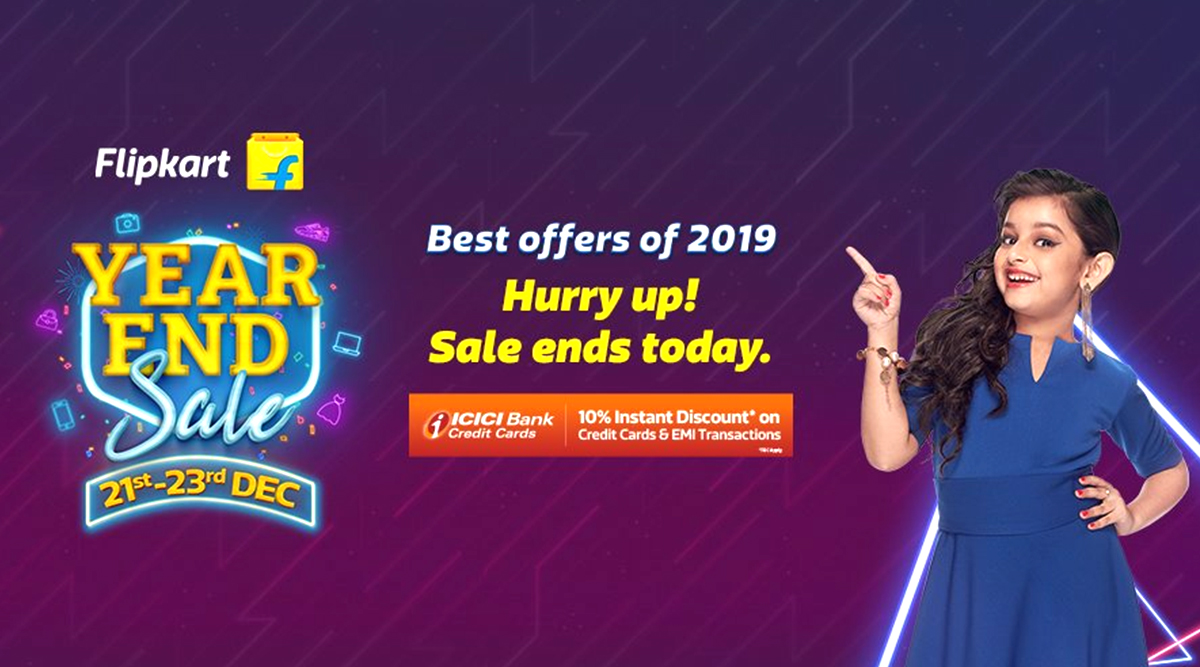 Flipkart
f
YEAR
END
Sale
21st-23rd DEC
Best offers of 2019
Hurry up!
Sale ends today.
ICICI Bank
Credit Cards
10% Instant Discount* on
Credit Cards & EMI Transactions
*T&C Apply